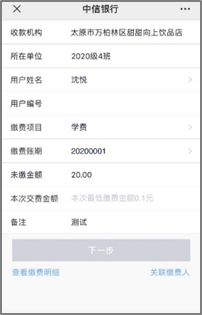 中信银行
收款机构 太原市万柏林区甜甜向上饮品店
所在单位 2020级4班
用户姓名 沈悦
用户编号
缴费项目 学费
缴费账期 20200001
未缴金额 20.00
本次交费金额 本次最低缴费金额0.1元
备注 测试
下一步
查看缴费明细 关联缴费人